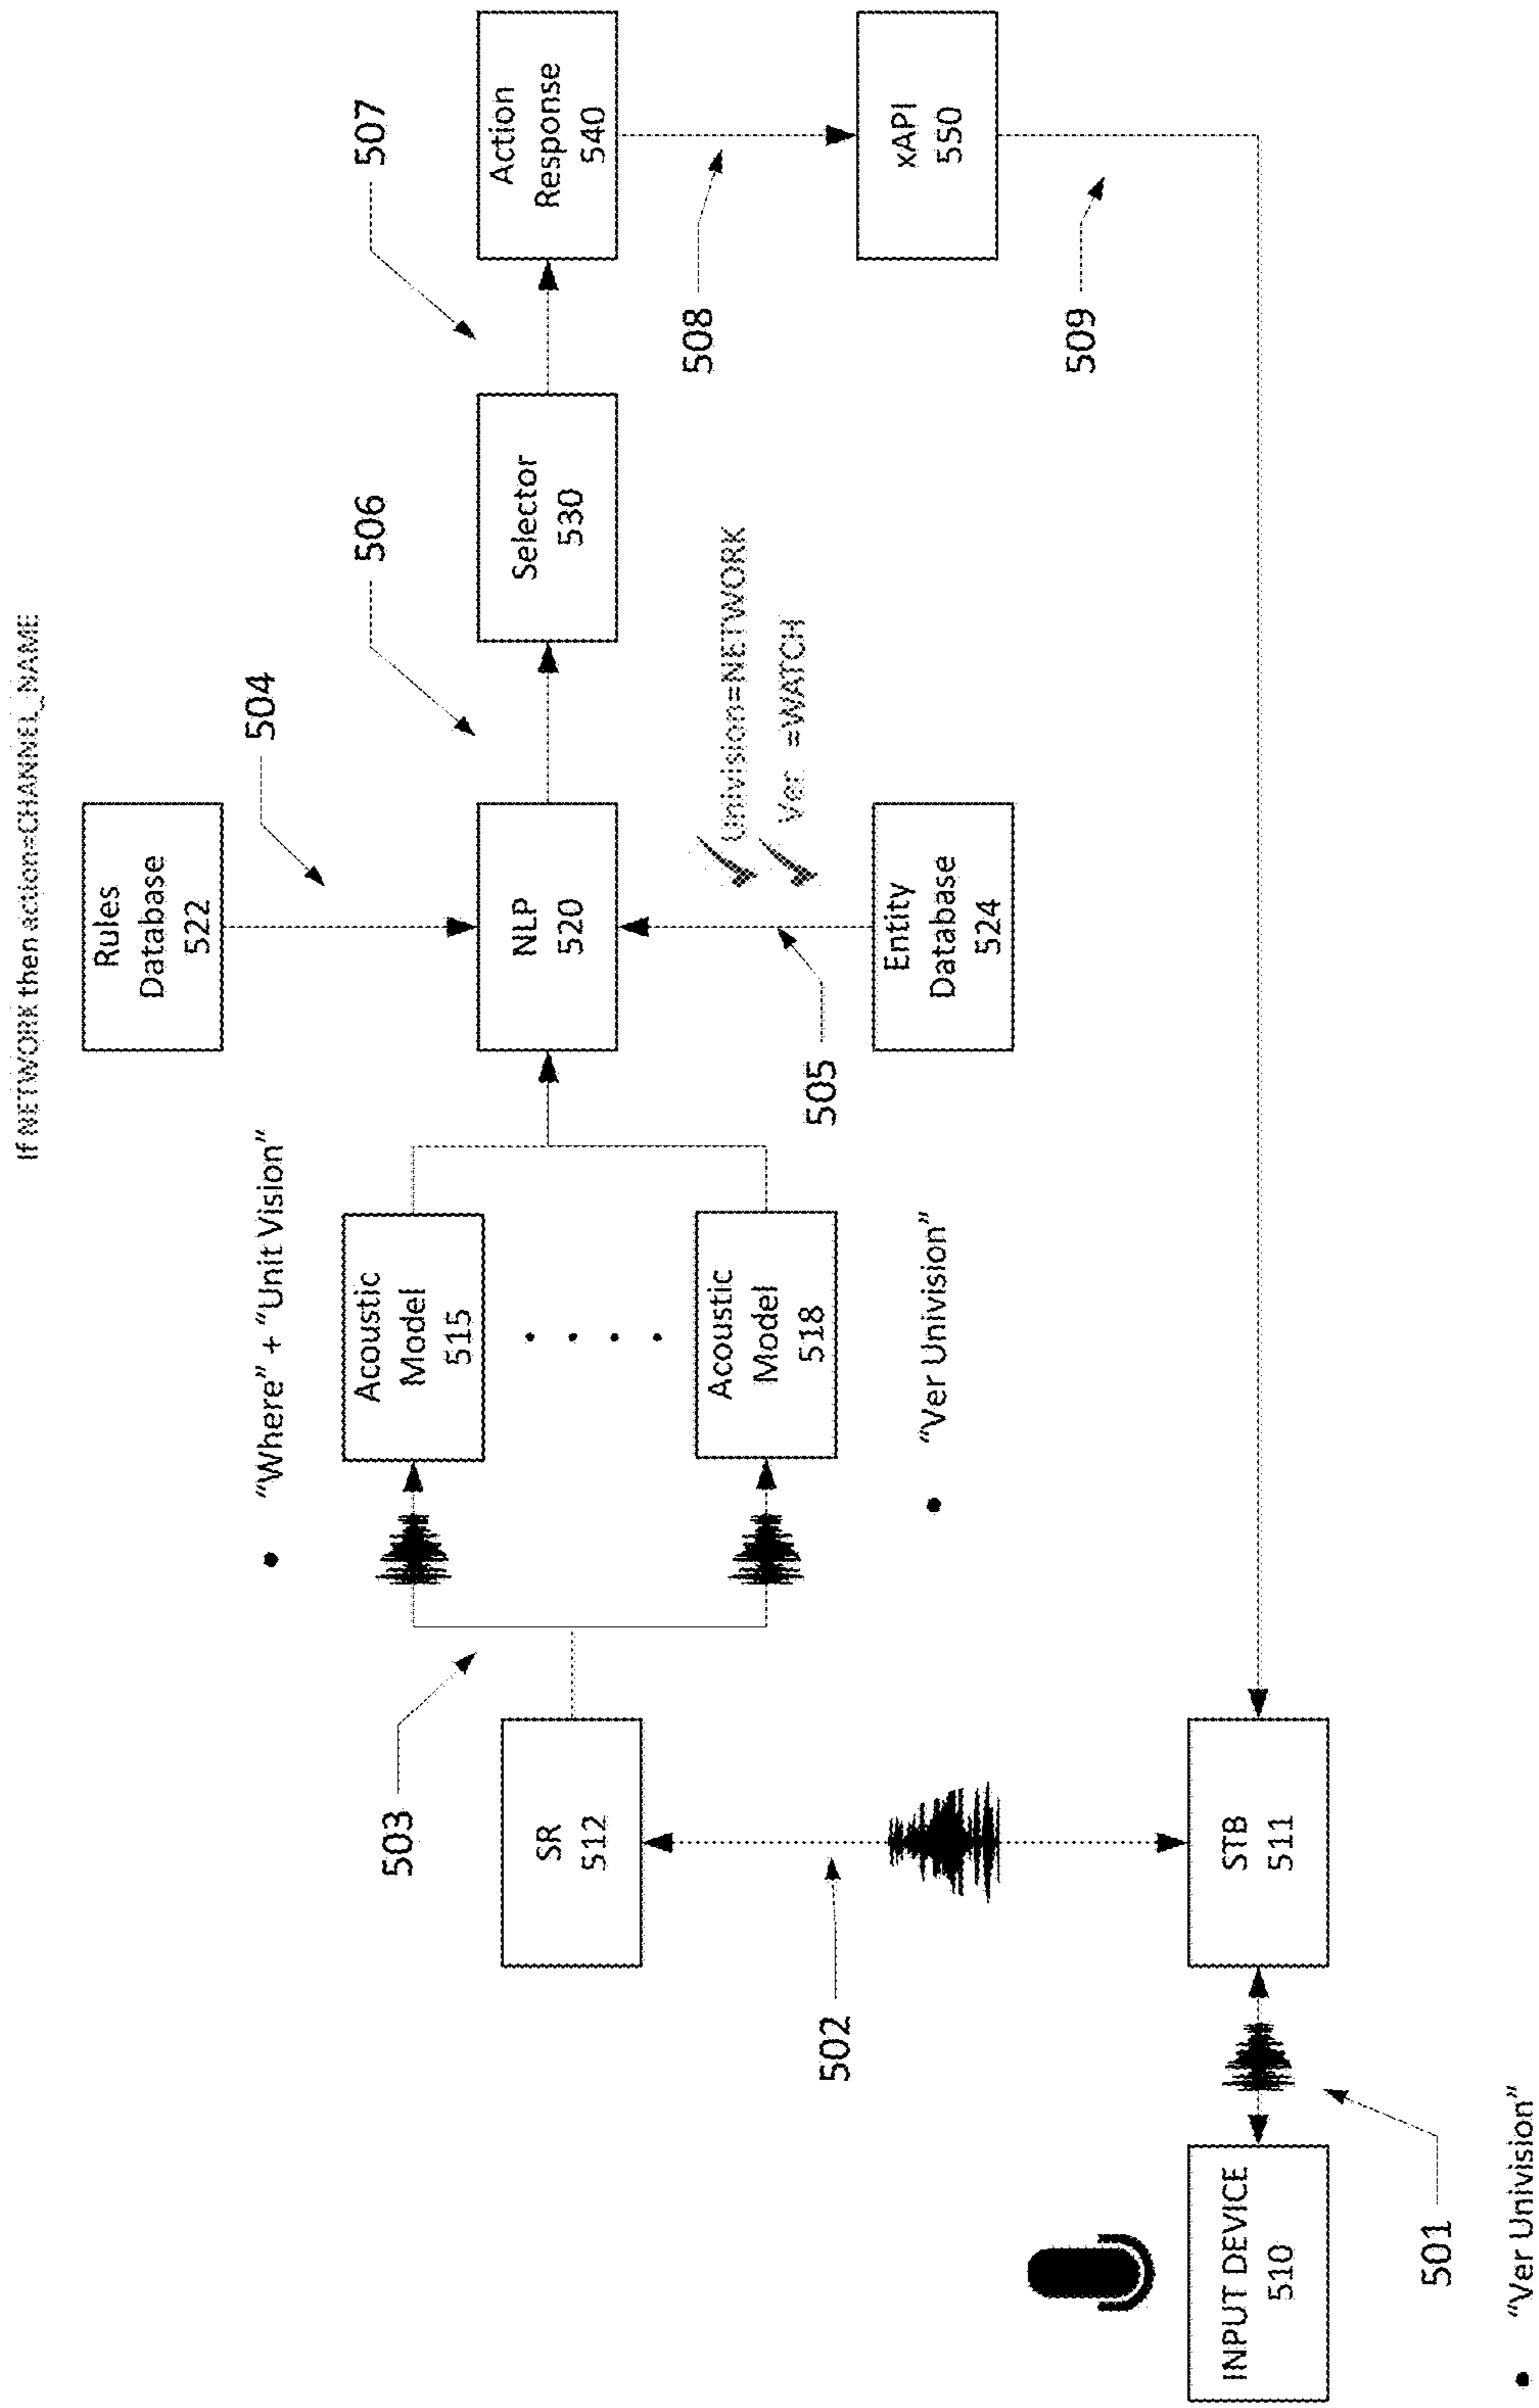 If NETWORK then action=CHANNEL_NAME
Rules
Database
522
504
• “Where” + “Unit Vision”
506
507
503
Acoustic
Model
515
SR
512
NLP
520
Selector
530
Action
Response
540
Acoustic
Model
518
Univision=NETWORK
Ver =WATCH
508
502
505
• “Ver Univision”
Entity
Database
524
xAPI
550
509
INPUT DEVICE
510
STB
511
501
• “Ver Univision”